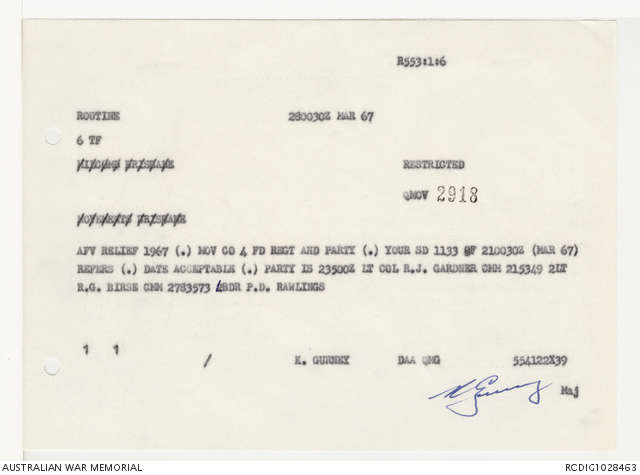 R553:1:6
ROUTINE 280030Z MAR 67
6 TF
RESTRICTED
QMOV 2918
AFV RELIEF 1967 (.) MOV CO 4 FD REGT AND PARTY (.) YOUR SD 1133 OF 210030Z (MAR 67)
REFERS (.) DATE ACCEPTABLE (.) PARTY IS 235002 LT COL R.J. GARDNER CMM 215349 2LT
R.G. BIRSE CMM 2783573 LBDR P.D. RAWLINGS
1 1 / K. GURNEY DAA QMG 554122X39
Maj
AUSTRALIAN WAR MEMORIAL RCDIG1028463